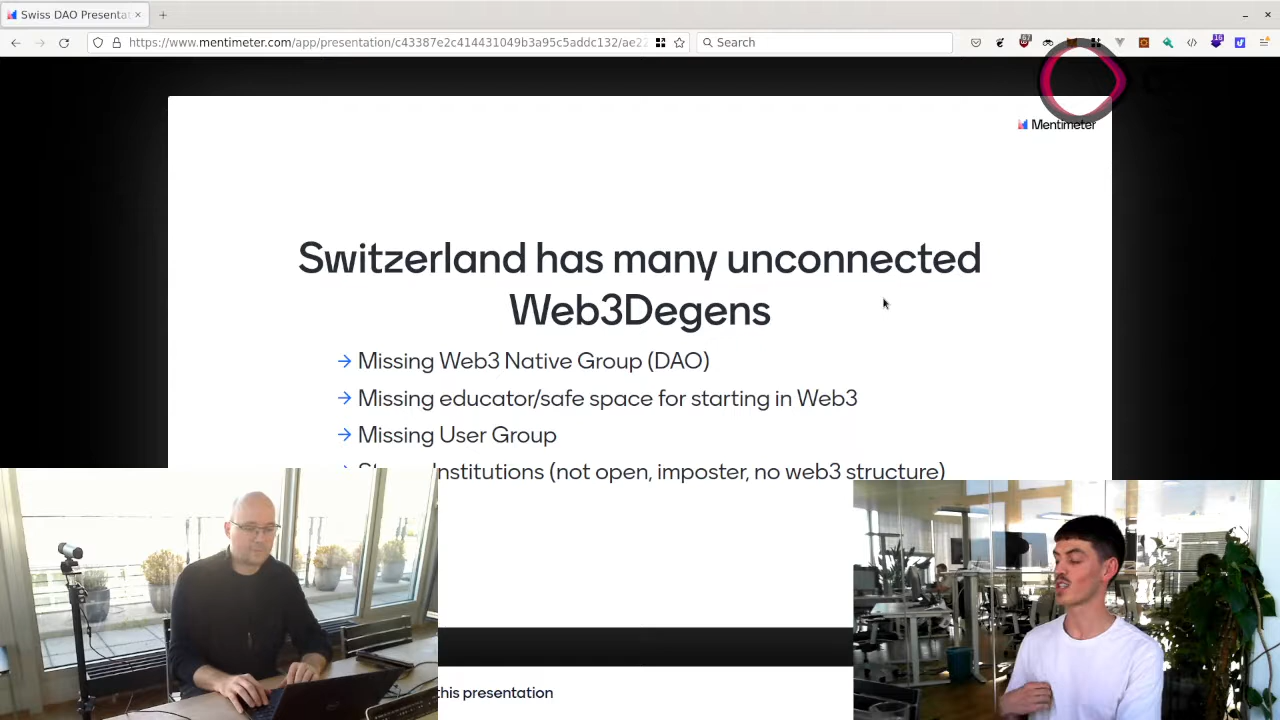 Swiss DAO Presenta
https://www.mentimeter.com/app/presentation/c43387e2c414431049b3a95c5addc132/ae22
Search
Mentimeter
Switzerland has many unconnected
Web3Degens
→ Missing Web3 Native Group (DAO)
→ Missing educator/safe space for starting in Web3
→ Missing User Group
Institutions (not open, imposter, no web3 structure)
this presentation
DELL